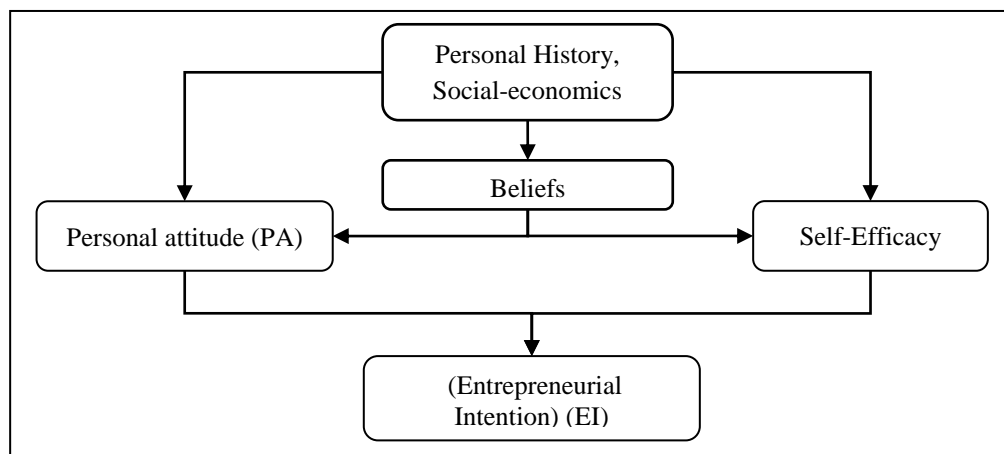 Personal History,
Social-economics
Beliefs
Personal attitude (PA)
Self-Efficacy
(Entrepreneurial
Intention) (EI)